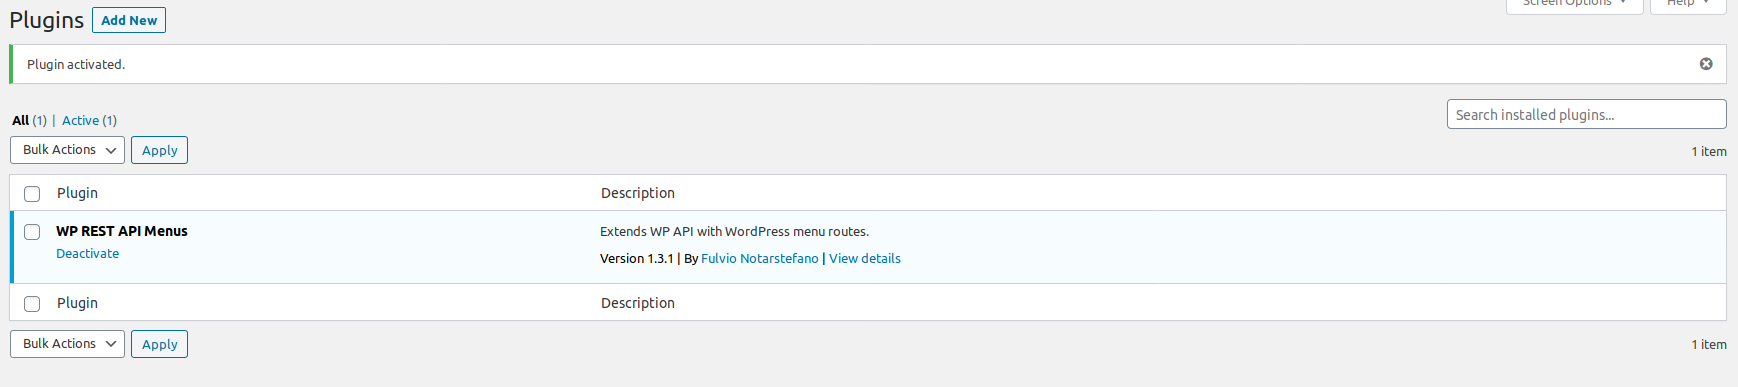 Plugins Add New Screen Options Help
Plugin activated.
All (1) | Active (1)
Search installed plugins...
Bulk Actions Apply
1 item
Plugin Description
WP REST API Menus Extends WP API with WordPress menu routes.
Deactivate Version 1.3.1 | By Fulvio Notarstefano | View details
Plugin Description
Bulk Actions Apply 1 item